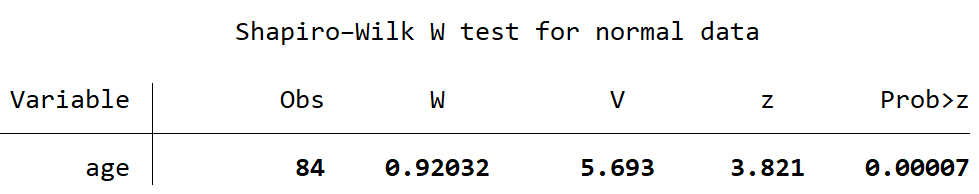 Shapiro–Wilk W test for normal data
Variable Obs W V z Prob>z
age 84 0.92032 5.693 3.821 0.00007